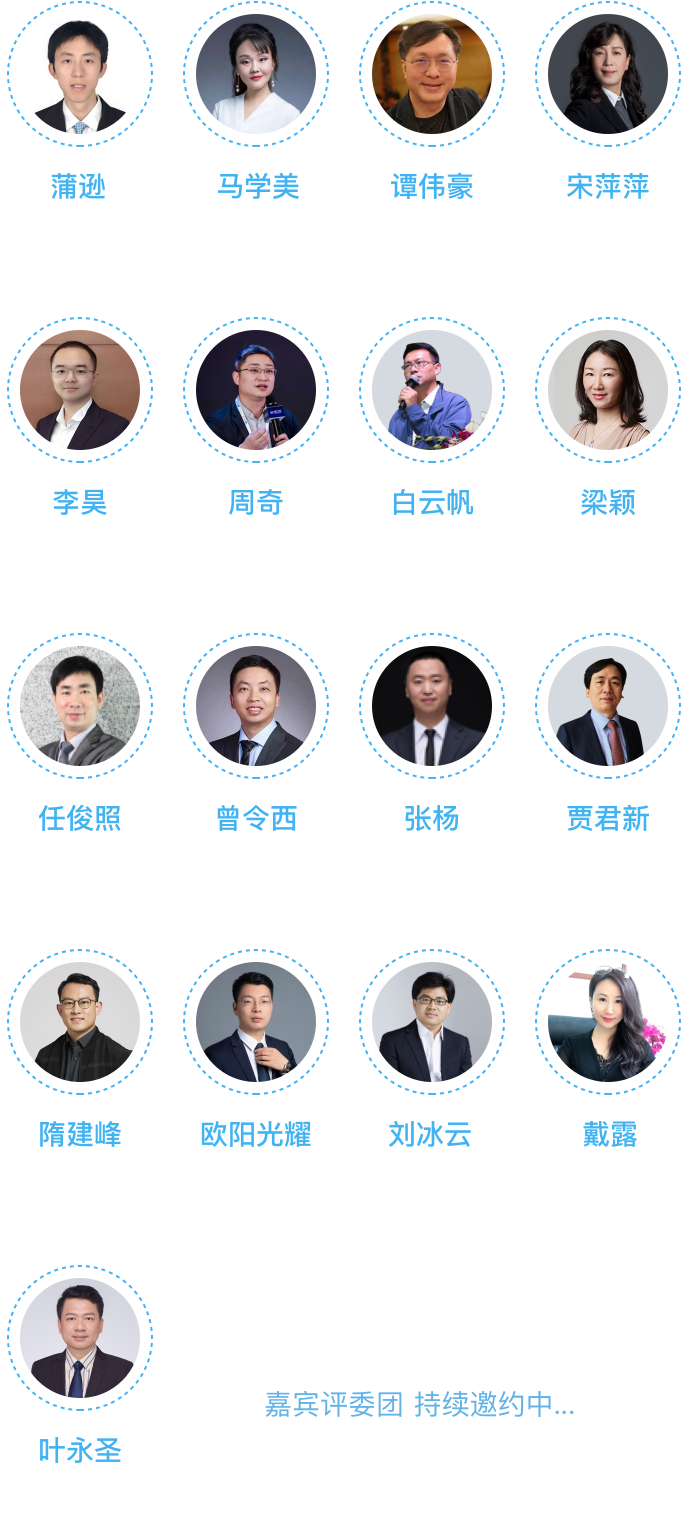 蒲逊 马学美 谭伟豪 宋萍萍
李昊 周奇 白云帆 梁颖
任俊照 曾令西 张杨 贾君新
隋建峰 欧阳光耀 刘冰云 戴露
嘉宾评委团 持续邀约中...
叶永圣